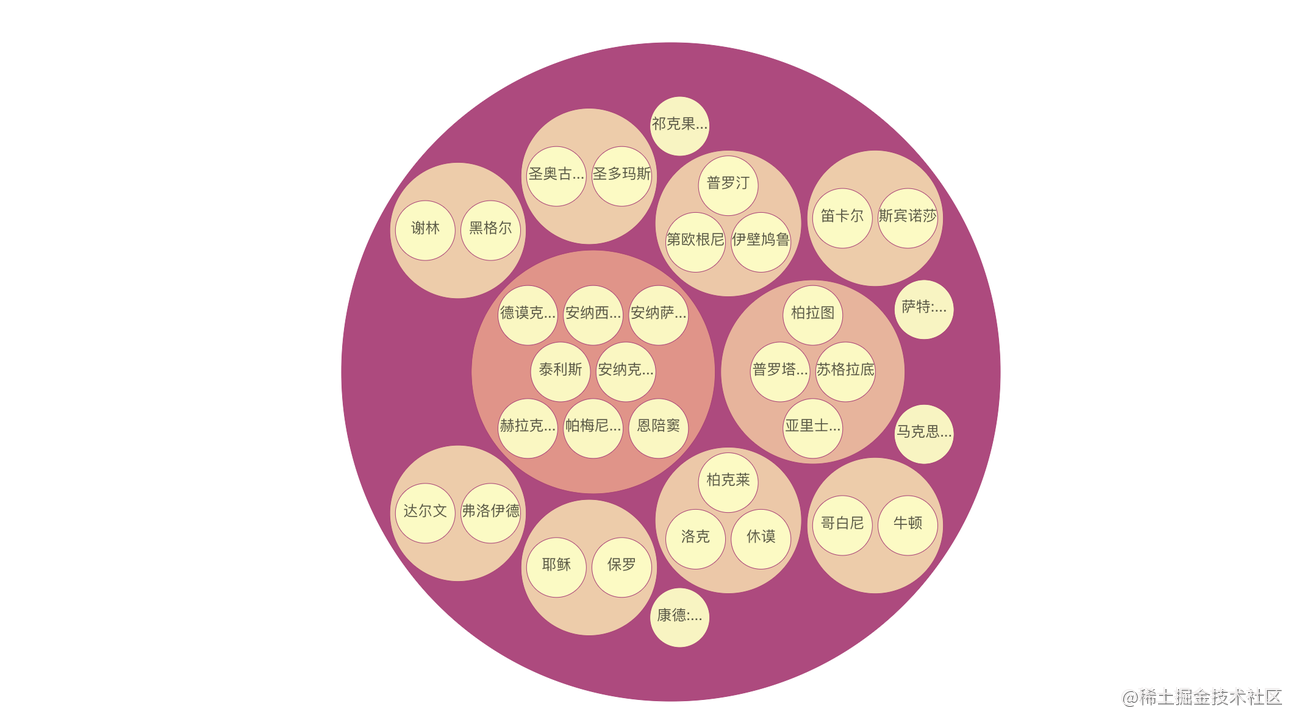 祁克果...
圣奥古...
圣多玛斯
普罗汀
谢林
黑格尔
笛卡尔
斯宾诺莎
第欧根尼
伊壁鸠鲁
德谟克...
安纳西...
安纳萨...
柏拉图
萨特:...
泰利斯
安纳克...
普罗塔...
苏格拉底
赫拉克...
帕梅尼...
恩陪窦
亚里士...
马克思...
柏克莱
达尔文
弗洛伊德
洛克
休谟
哥白尼
牛顿
耶稣
保罗
康德:...
@稀土掘金技术社区